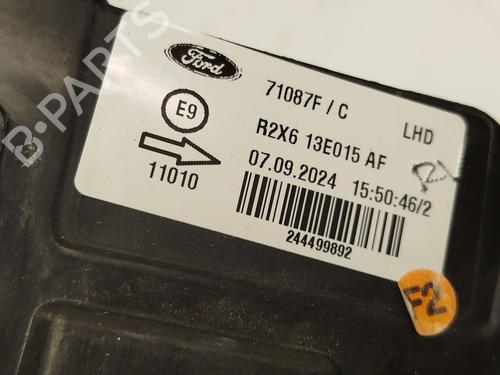 B-PARTS
Ford
71087F / C
LHD
E9
R2X6 13E015 AF
11010
07.09.2024 15:50:46/2
244499892
F2